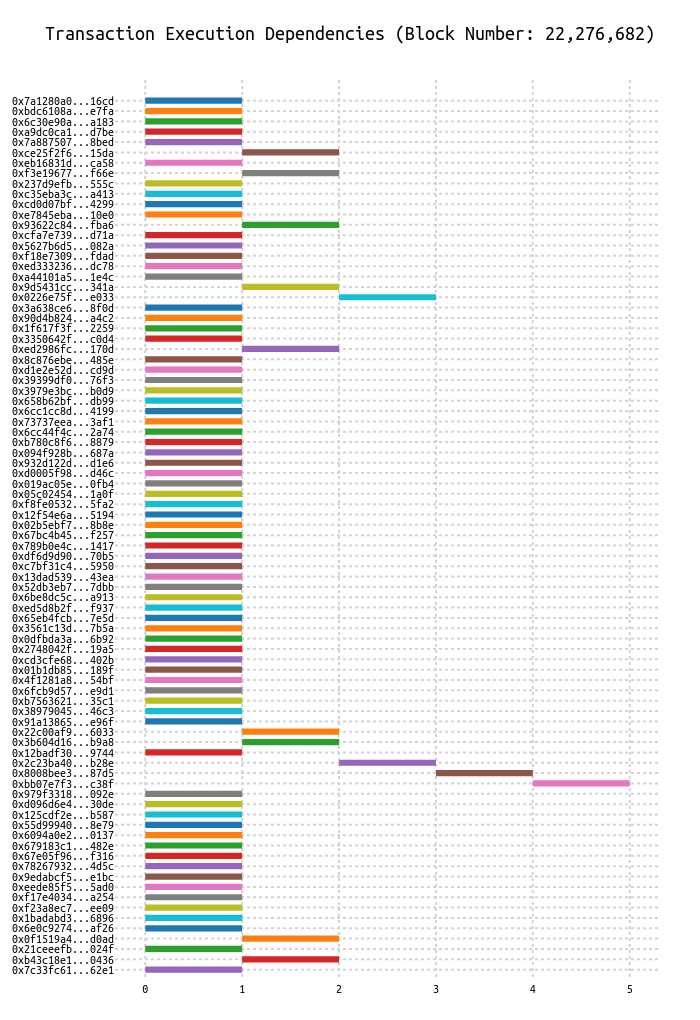 Transaction Execution Dependencies (Block Number: 22,276,682)
0x7a1280a0...16cd
0xbdc6108a...e7fa
0x6c30e90a...a183
0xa9dc0ca1...d7be
0x7a887507...8bed
0xce25f2f6...15da
0xeb16831d...ca58
0xf3e19677...f66e
0x237d9efb...555c
0xc35eba3c...a413
0xcd0d07bf...4299
0xe7845eba...10e0
0x93622c84...fba6
0xcfa7e739...d71a
0x5627b6d5...082a
0xf18e7309...fdad
0xed333236...dc78
0xa44101a5...1e4c
0x9d5431cc...341a
0x0226e75f...e033
0x3a638ce6...8f0d
0x90d4b824...a4c2
0x1f617f3f...2259
0x3350642f...c0d4
0xed2986fc...170d
0x8c876ebe...485e
0xd1e2e52d...cd9d
0x39399df0...76f3
0x3979e3bc...b0d9
0x658b62bf...db99
0x6cc1cc8d...4199
0x73737eea...3af1
0x6cc44f4c...2a74
0xb780c8f6...8879
0x094f928b...687a
0x932d122d...d1e6
0xd0005f98...d46c
0x019ac05e...0fb4
0x05c02454...1a0f
0xf8fe0532...5fa2
0x12f54e6a...5194
0x02b5ebf7...8b8e
0x67bc4b45...f257
0x789b0e4c...1417
0xdf6d9d90...70b5
0xc7bf31c4...5950
0x13dad539...43ea
0x52db3eb7...7dbb
0x6be8dc5c...a913
0xed5d8b2f...f937
0x65eb4fcb...7e5d
0x3561c13d...7b5a
0x0dfbda3a...6b92
0x2748042f...19a5
0xcd3cfe68...402b
0x01b1db85...189f
0x4f1281a8...54bf
0x6fcb9d57...e9d1
0xb7563621...35c1
0x38979045...46c3
0x91a13865...e96f
0x22c00af9...6033
0x3b604d16...b9a8
0x12badf30...9744
0x2c23ba40...b28e
0x8008bee3...87d5
0xbb07e7f3...c38f
0x979f3318...092e
0xd096d6e4...30de
0x125cdf2e...b587
0x55d99940...8e79
0x6094a0e2...0137
0x679183c1...482e
0x67e05f96...f316
0x78267932...4d5c
0x9edabcf5...e1bc
0xeede85f5...5ad0
0xf17e4034...a254
0xf23a8ec7...ee09
0x1badabd3...6896
0x6e0c9274...af26
0x0f1519a4...d0ad
0x21ceeefb...024f
0xb43c18e1...0436
0x7c33fc61...62e1
0 1 2 3 4 5